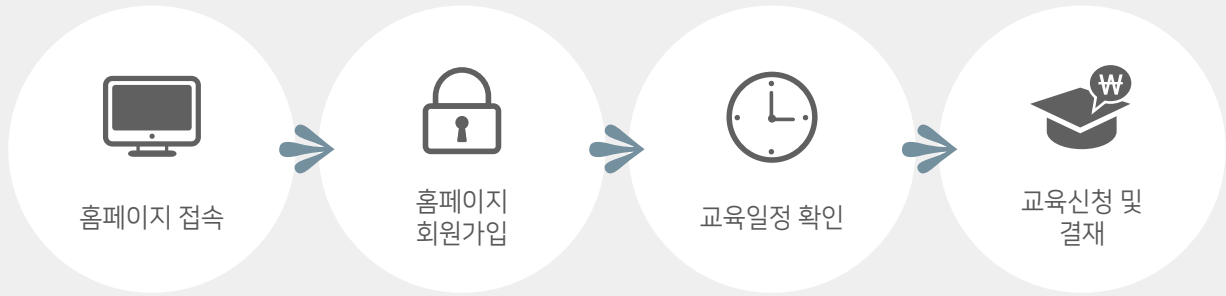 홈페이지 접속
홈페이지
회원가입
교육일정 확인
₩
교육신청 및
결재